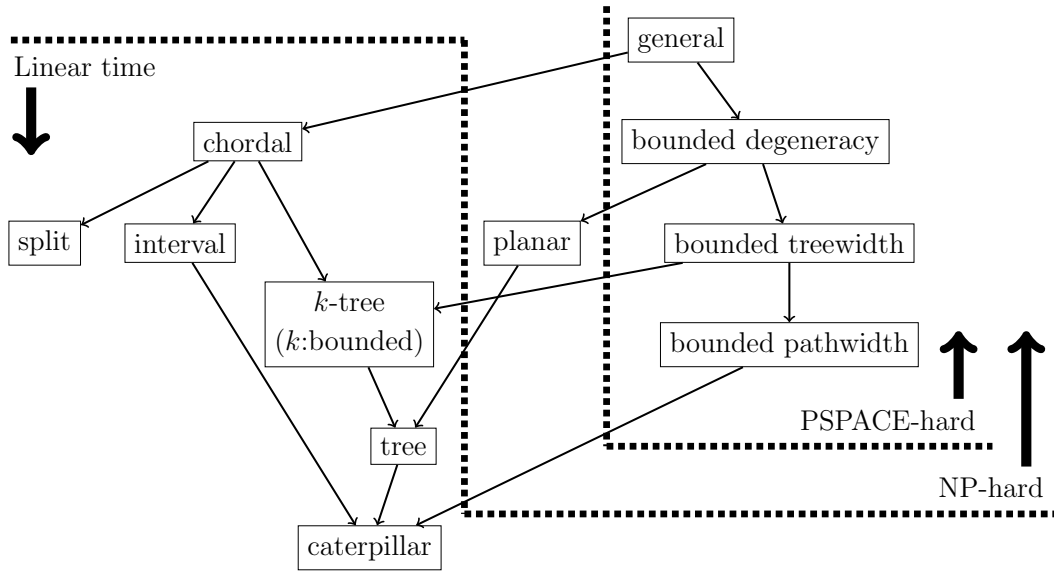 general
Linear time
chordal
bounded degeneracy
split
interval
planar
bounded treewidth
k-tree
(k:bounded)
bounded pathwidth
PSPACE-hard
tree
NP-hard
caterpillar